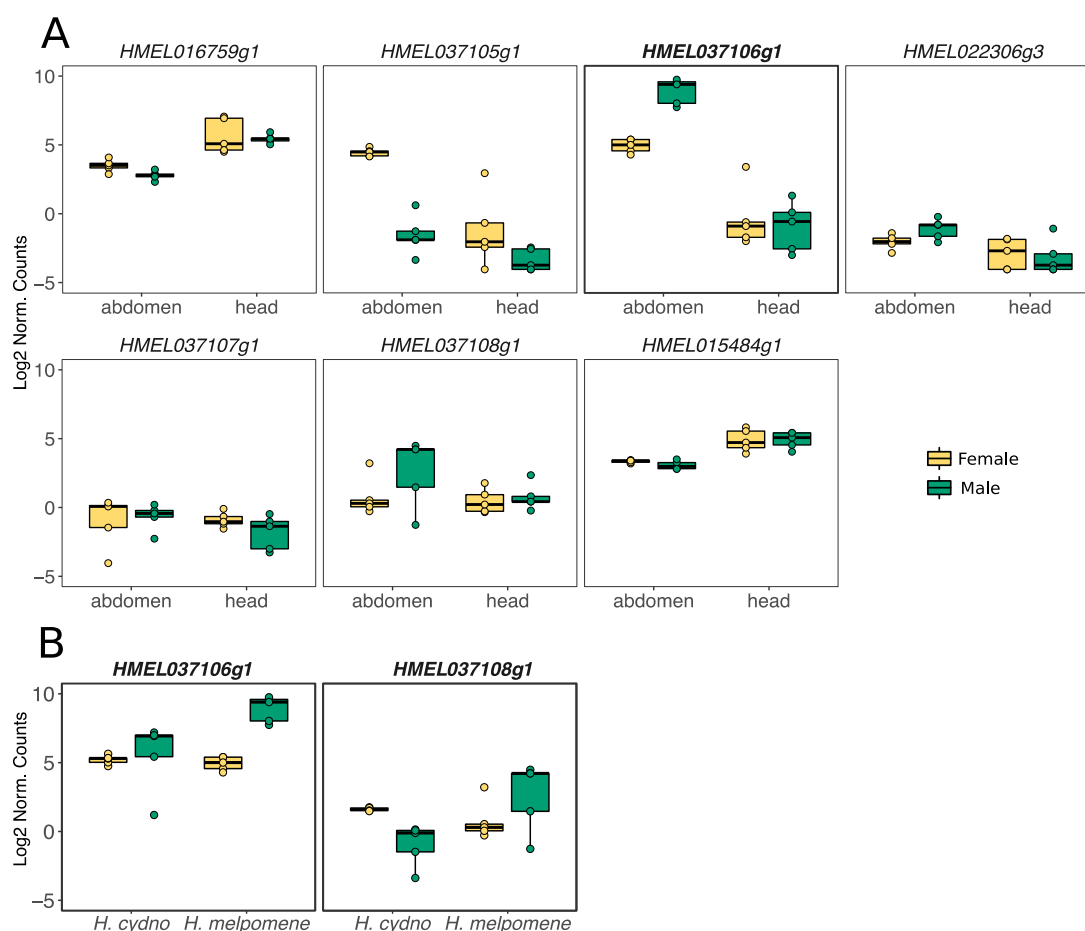 A
HMEL016759g1 HMEL037105g1 HMEL037106g1 HMEL022306g3
10
5
0
−5
abdomen head abdomen head abdomen head abdomen head
Log2 Norm. Counts
HMEL037107g1 HMEL037108g1 HMEL015484g1
10
5
0
−5
abdomen head abdomen head abdomen head
Female
Male
B
HMEL037106g1 HMEL037108g1
10
5
0
−5
Log2 Norm. Counts
H. cydno H. melpomene H. cydno H. melpomene